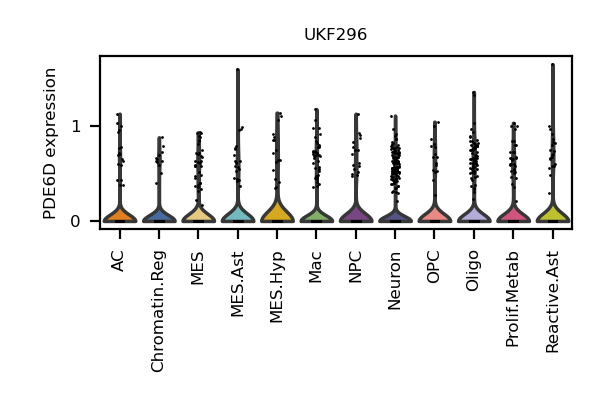 UKF296
PDE6D expression
1
0
AC
Chromatin.Reg
MES
MES.Ast
MES.Hyp
Mac
NPC
Neuron
OPC
Oligo
Prolif.Metab
Reactive.Ast